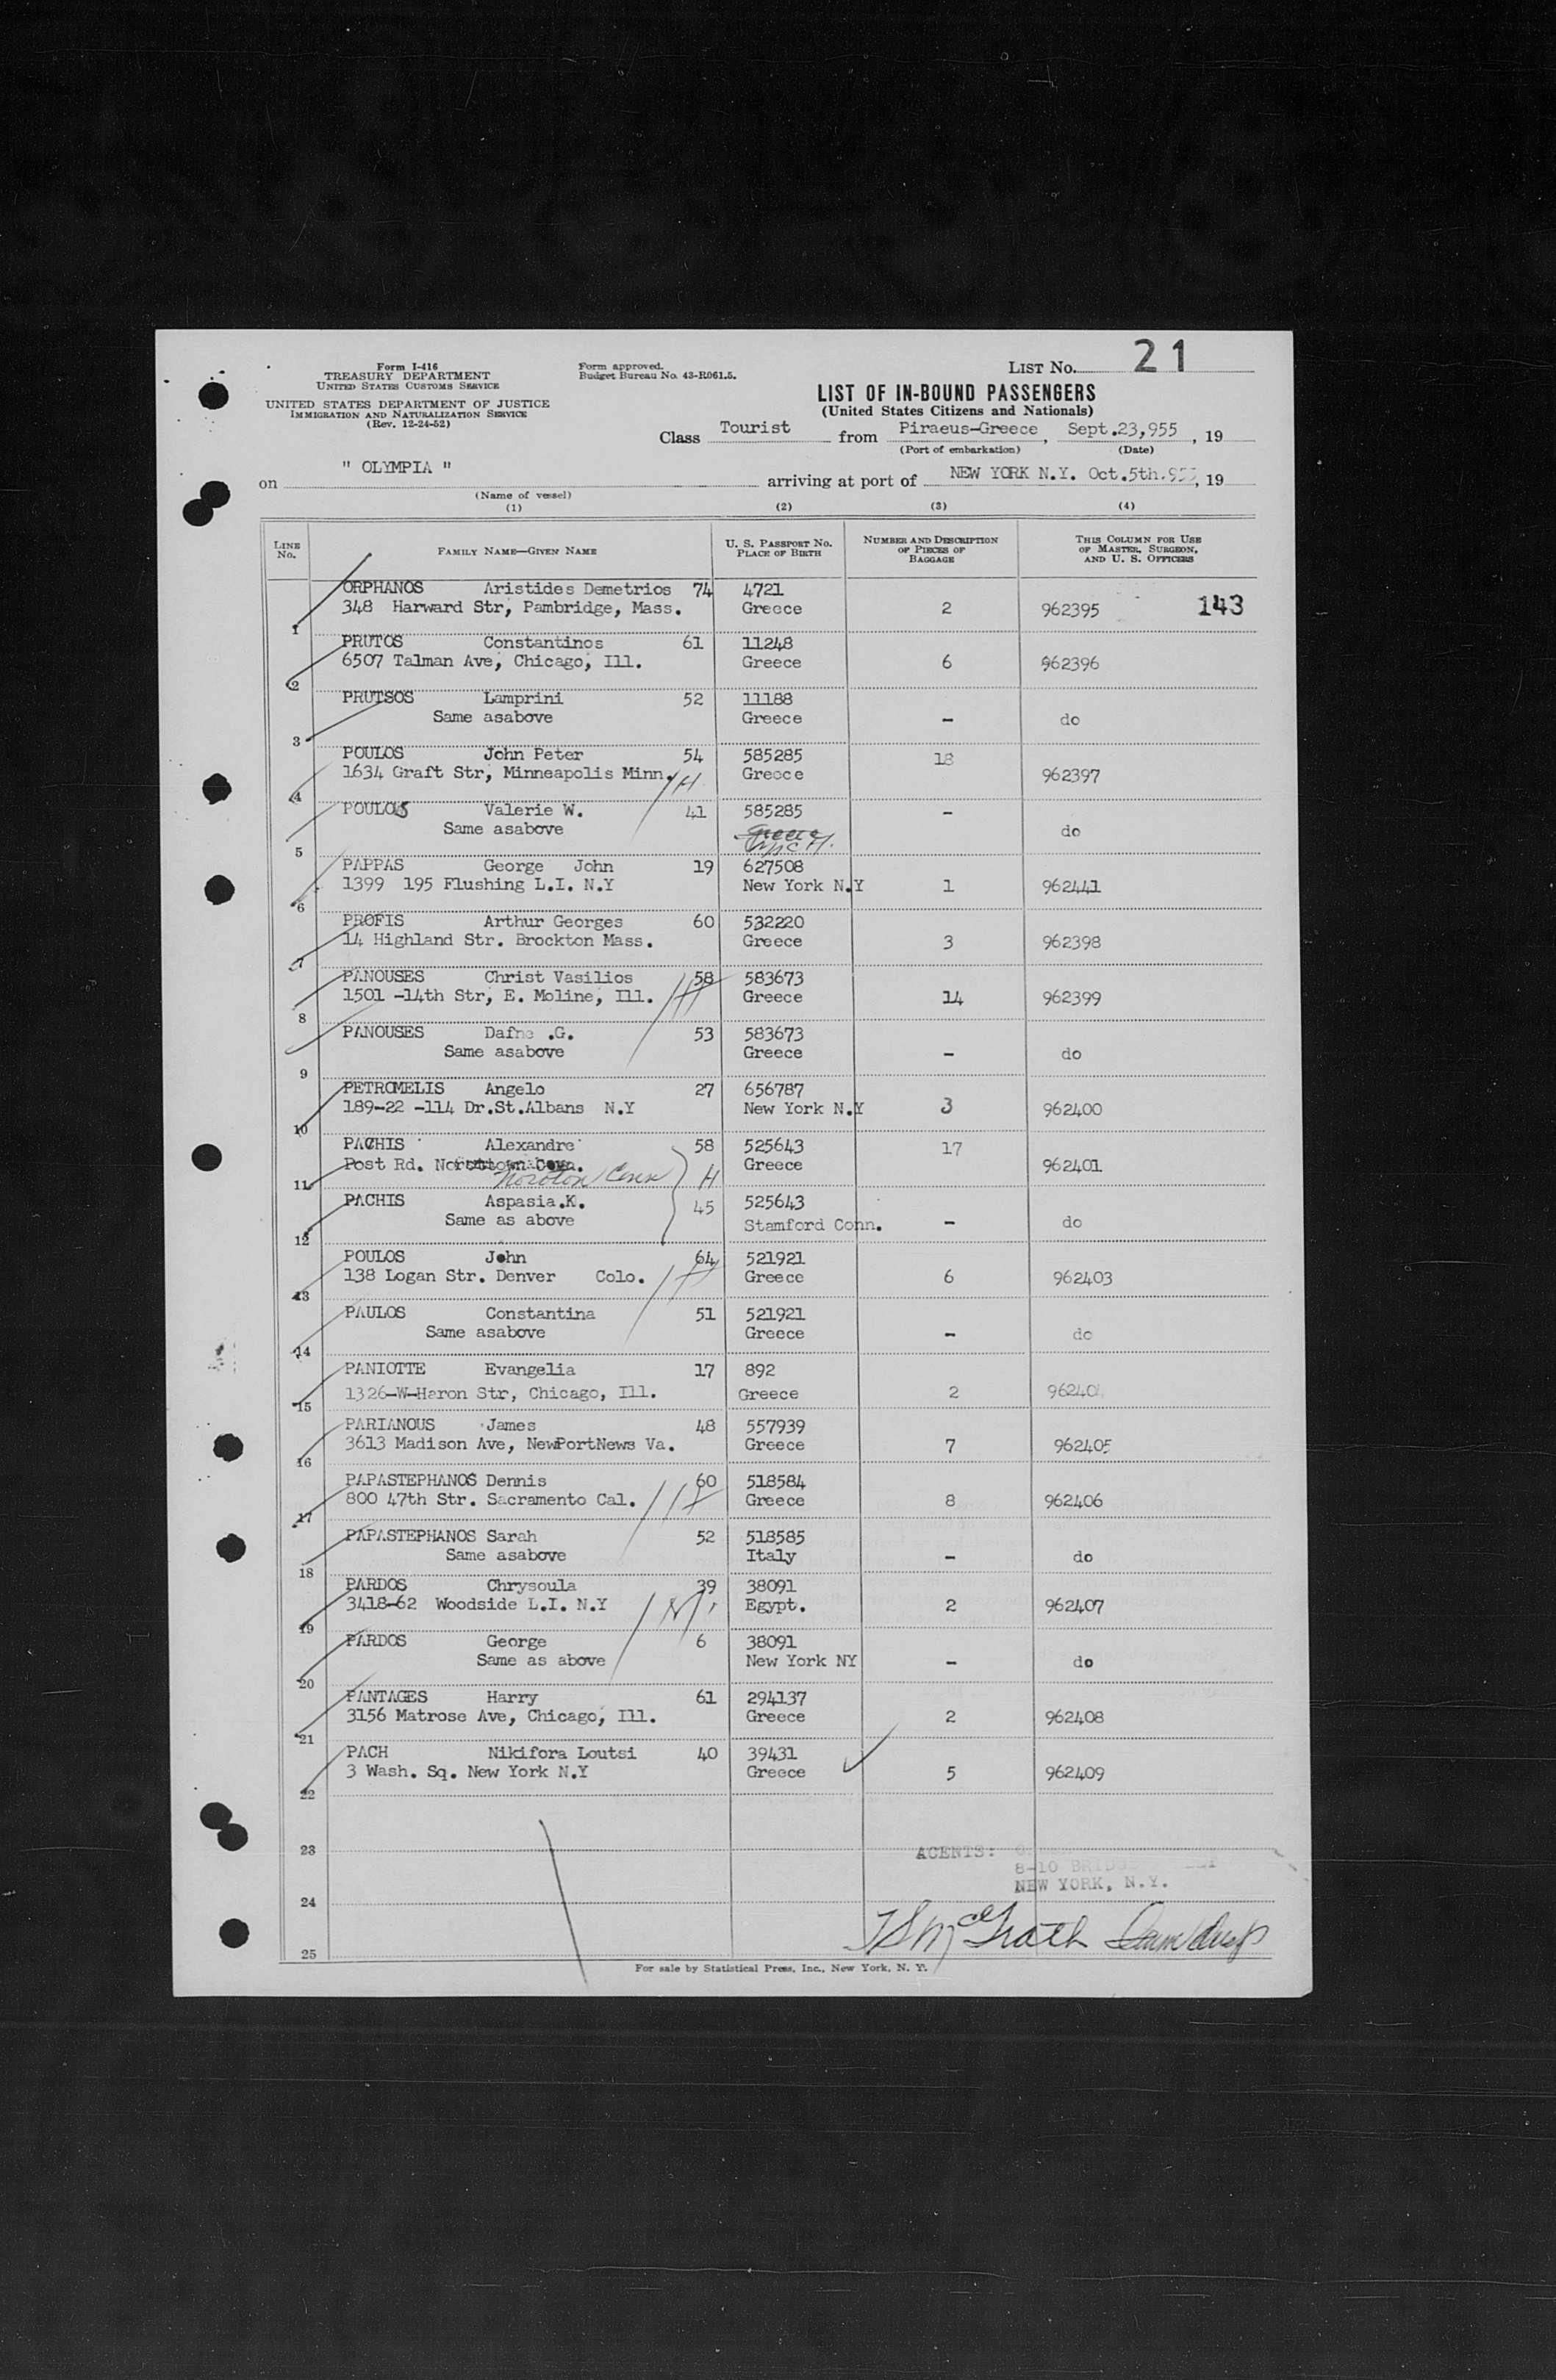 Form I-416
TREASURY DEPARTMENT
UNITED STATES CUSTOMS SERVICE
UNITED STATES DEPARTMENT OF JUSTICE
IMMIGRATION AND NATURALIZATION SERVICE
(Rev. 12-24-52)
Form approved.
Budget Bureau No. 43-R061.5.
LIST No. 21
LIST OF IN-BOUND PASSENGERS
(United States Citizens and Nationals)
Class Tourist from Piraeus-Greece, Sept.23,955, 19
(Port of embarkation) (Date)
on " OLYMPIA " arriving at port of NEW YORK N.Y. Oct.5th.955, 19
(Name of vessel)
(1) (2) (3) (4)
LINE No. FAMILY NAME—GIVEN NAME U. S. PASSPORT No. PLACE OF BIRTH NUMBER AND DESCRIPTION OF PIECES OF BAGGAGE THIS COLUMN FOR USE OF MASTER, SURGEON, AND U. S. OFFICERS
ORPHANOS Aristides Demetrios 74 4721
1 348 Harward Str, Pambridge, Mass. Greece 2 962395 143
PRUTOS Constantinos 61 11248
2 6507 Talman Ave, Chicago, Ill. Greece 6 962396
PRUTSOS Lamprini 52 11188
3 Same asabove Greece - do
POULOS John Peter 54 585285 18
4 1634 Graft Str, Minneapolis Minn. H Greece 962397
POULOS Valerie W. 41 585285 -
5 Same asabove Greece do
PAPPAS George John 19 627508
6 1399 195 Flushing L.I. N.Y New York N.Y 1 962441
PROFIS Arthur Georges 60 532220
7 14 Highland Str. Brockton Mass. Greece 3 962398
PANOUSES Christ Vasilios 58 583673
8 1501 -14th Str, E. Moline, Ill. H Greece 14 962399
PANOUSES Dafne .G. 53 583673
9 Same asabove Greece - do
PETROMELIS Angelo 27 656787
10 189-22 -114 Dr.St.Albans N.Y New York N.Y 3 962400
PACHIS Alexandre 58 525643 17
11 Post Rd. Noroton Conn H Greece 962401
PACHIS Aspasia.K. 45 525643
12 Same as above Stamford Conn. - do
POULOS John 64 521921
13 138 Logan Str. Denver Colo. H Greece 6 962403
PAULOS Constantina 51 521921
14 Same asabove Greece - do
PANIOTTE Evangelia 17 892
15 1326-W-Haron Str, Chicago, Ill. Greece 2
PARIANOUS James 48 557939
16 3613 Madison Ave, NewPortNews Va. Greece 7 962405
PAPASTEPHANOS Dennis 60 518584
17 800 47th Str. Sacramento Cal. H Greece 8 962406
PAPASTEPHANOS Sarah 52 518585
18 Same asabove Italy - do
PARDOS Chrysoula 39 38091
19 3418-62 Woodside L.I. N.Y Egypt. 2 962407
PARDOS George 6 38091
20 Same as above New York NY - do
PANTAGES Harry 61 294137
21 3156 Matrose Ave, Chicago, Ill. Greece 2 962408
PACH Nikifora Loutsi 40 39431
22 3 Wash. Sq. New York N.Y Greece 5 962409
23 AGENTS:
8-10
NEW YORK, N.Y.
24
McGrath
25
For sale by Statistical Press, Inc., New York, N. Y.